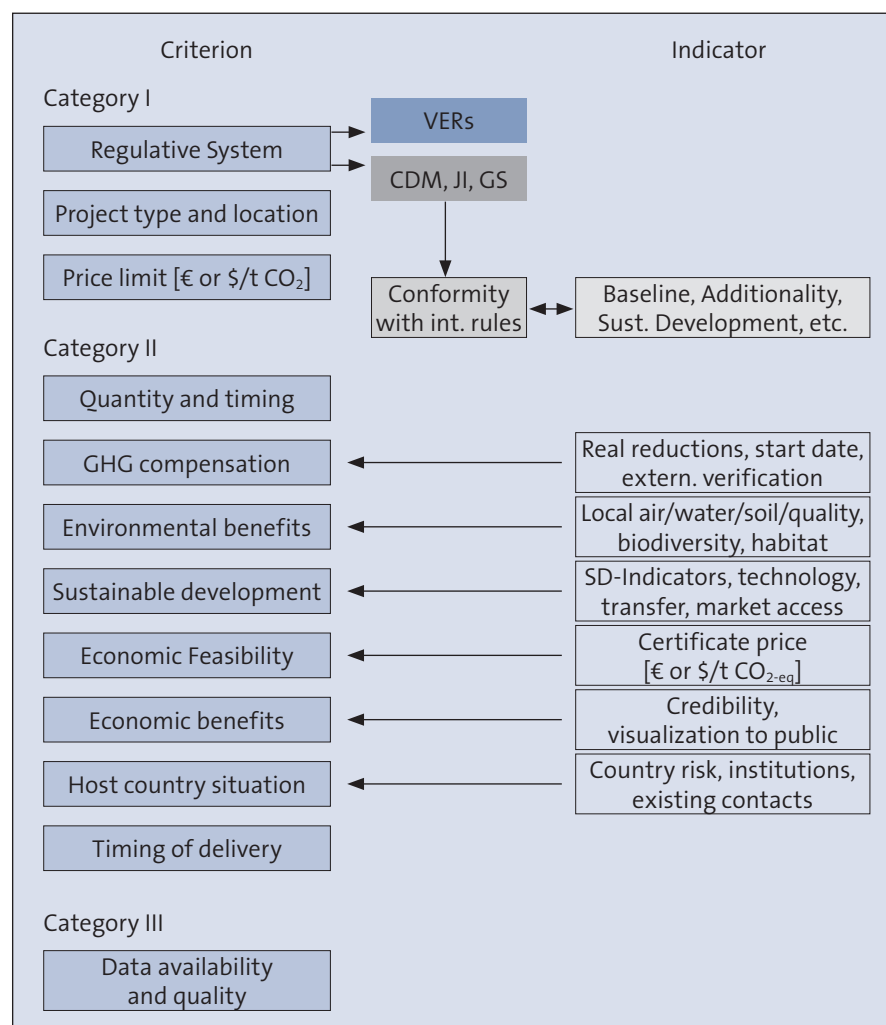 Criterion
Indicator
Category I
VERs
Regulative System
CDM, JI, GS
Project type and location
Price limit [€ or $/t CO₂]
Conformity
with int. rules
Baseline, Additionality,
Sust. Development, etc.
Category II
Quantity and timing
GHG compensation
Real reductions, start date,
extern. verification
Environmental benefits
Local air/water/soil/quality,
biodiversity, habitat
Sustainable development
SD-Indicators, technology,
transfer, market access
Economic Feasibility
Certificate price
[€ or $/t CO₂₋eq]
Economic benefits
Credibility,
visualization to public
Host country situation
Country risk, institutions,
existing contacts
Timing of delivery
Category III
Data availability
and quality